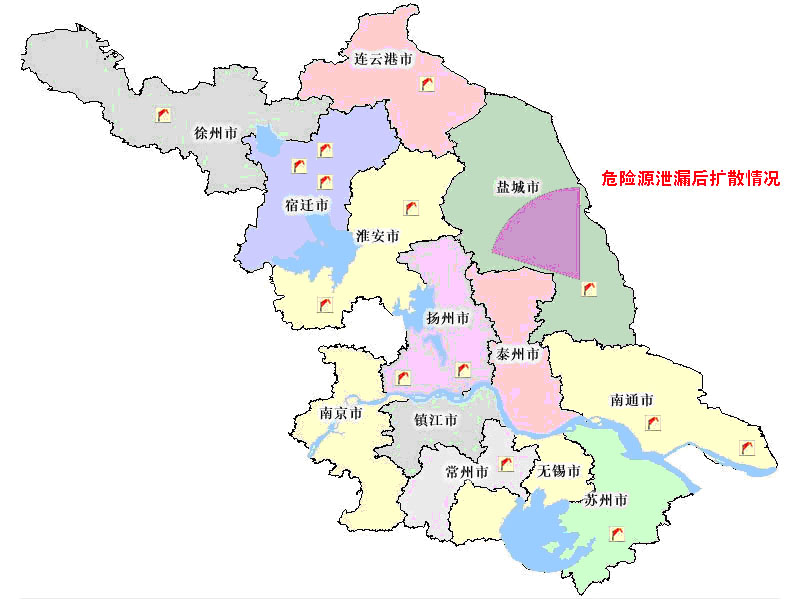 连云港市
徐州市
盐城市
危险源泄漏后扩散情况
宿迁市
淮安市
扬州市
泰州市
南通市
南京市
镇江市
常州市
无锡市
苏州市